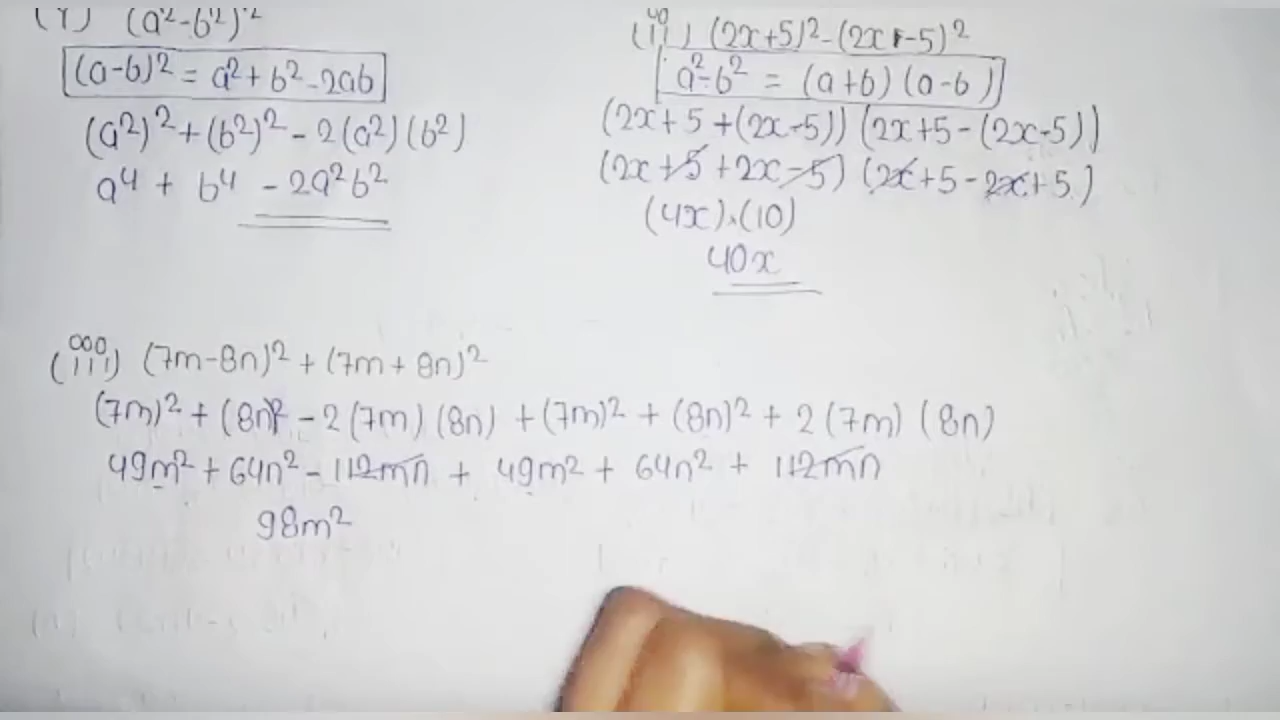 (i) (a²-b²)²
(a-b)² = a²+b²-2ab
(a²)²+(b²)²-2(a²)(b²)
a⁴ + b⁴ -2a²b²
(ii) (2x+5)²-(2x-5)²
a²-b² = (a+b)(a-b)
(2x+5+(2x-5))(2x+5-(2x-5))
(2x+5+2x-5)(2x+5-2x+5)
(4x)×(10)
40x
(iii) (7m-8n)²+(7m+8n)²
(7m)²+(8n)²-2(7m)(8n)+(7m)²+(8n)²+2(7m)(8n)
49m²+64n²-112mn+49m²+64n²+112mn
98m²